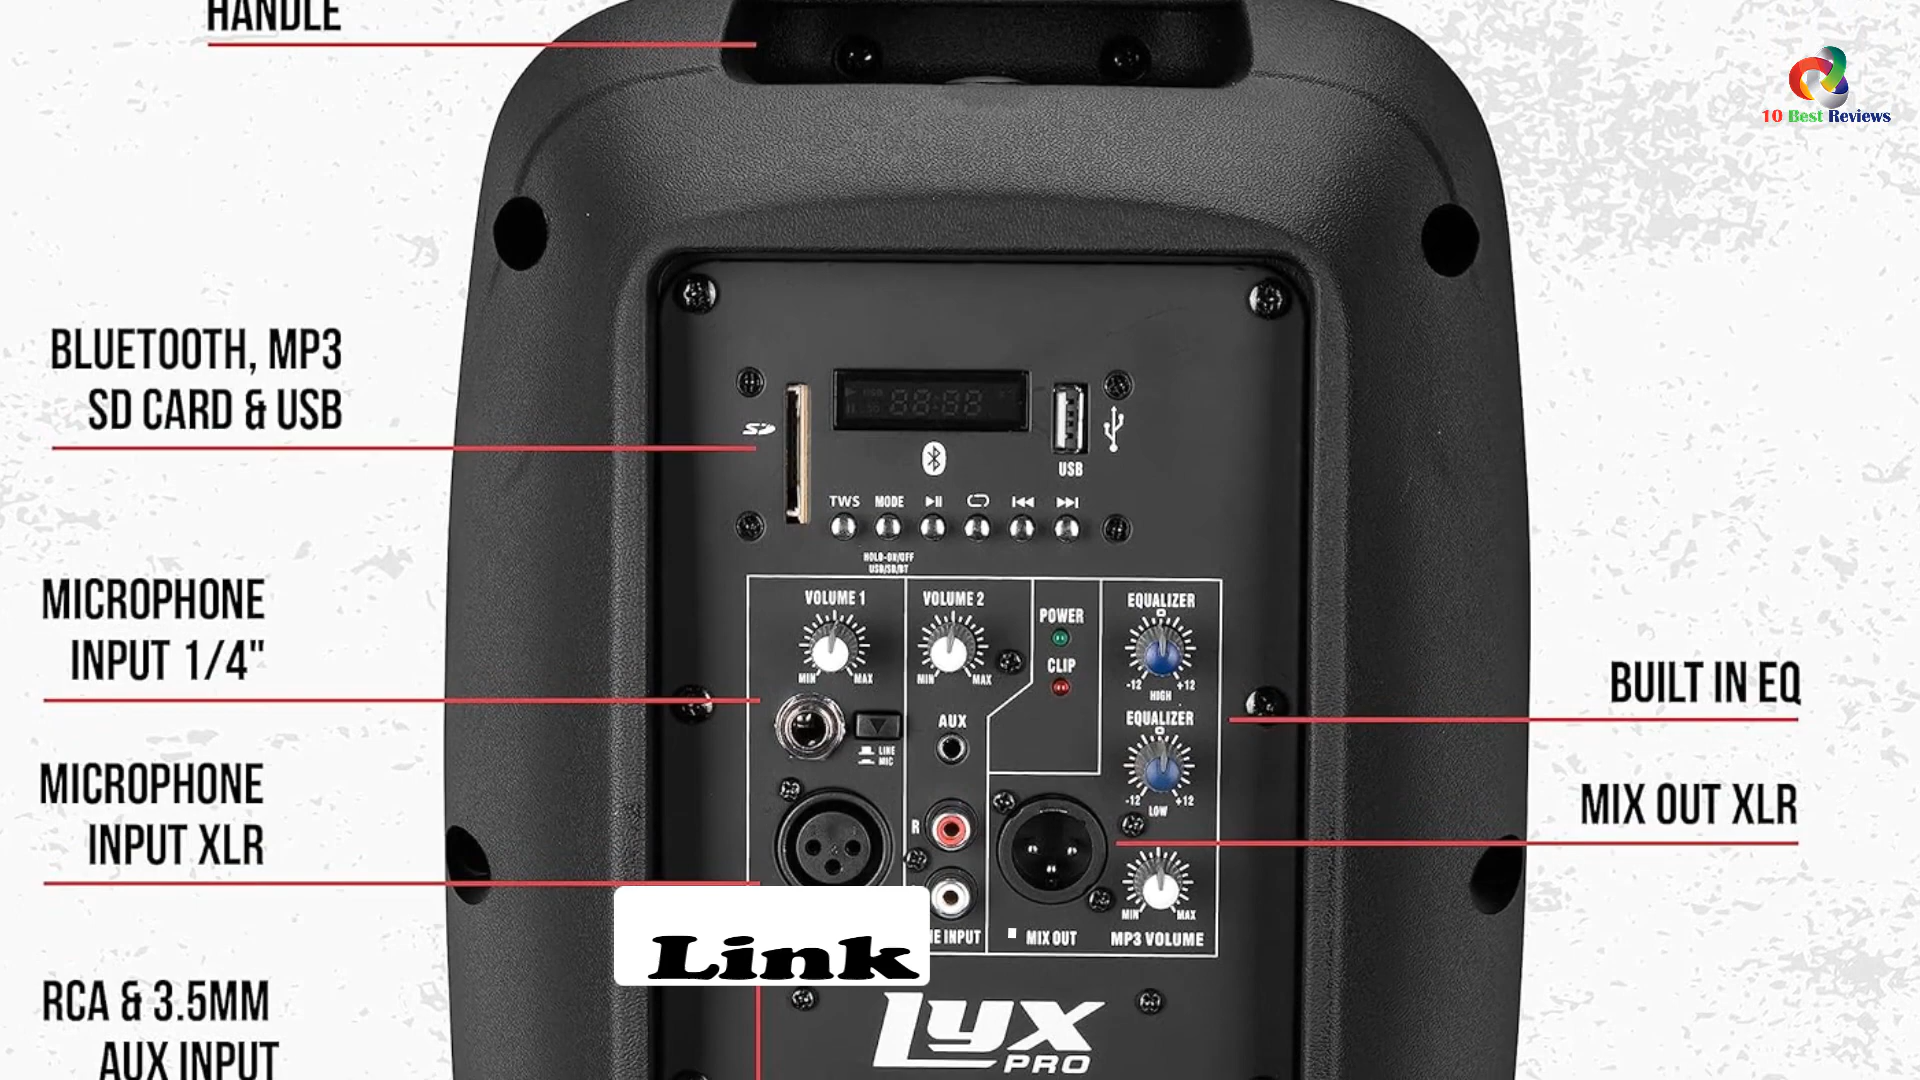 HANDLE
10 Best Reviews
BLUETOOTH, MP3
SD CARD & USB
USB
TWS MODE
HOLD-ON/OFF
USB/SD/BT
MICROPHONE
INPUT 1/4"
VOLUME 1
VOLUME 2
POWER
EQUALIZER
CLIP
MIN MAX
MIN MAX
-12 +12
HIGH
BUILT IN EQ
EQUALIZER
AUX
LINE
MIC
MICROPHONE
INPUT XLR
-12 +12
LOW
MIX OUT XLR
R
MIN MAX
Link
INPUT
MIX OUT
MP3 VOLUME
RCA & 3.5MM
AUX INPUT
LYX
PRO